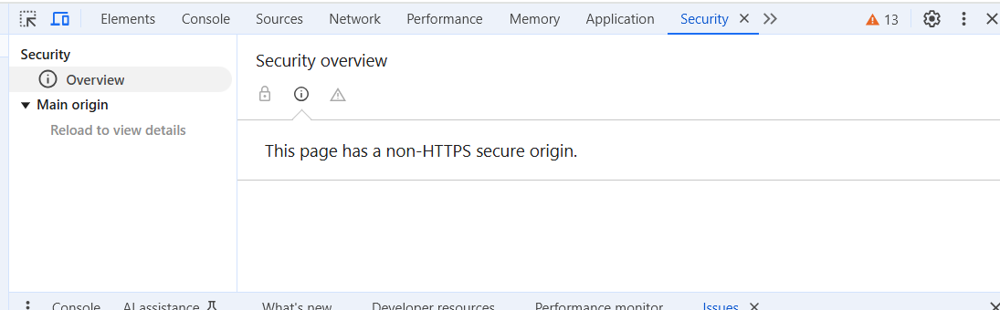 Elements Console Sources Network Performance Memory Application Security 13
Security
Overview
Main origin
Reload to view details
Security overview
This page has a non-HTTPS secure origin.
Console AI assistance What's new Developer resources Performance monitor Issues